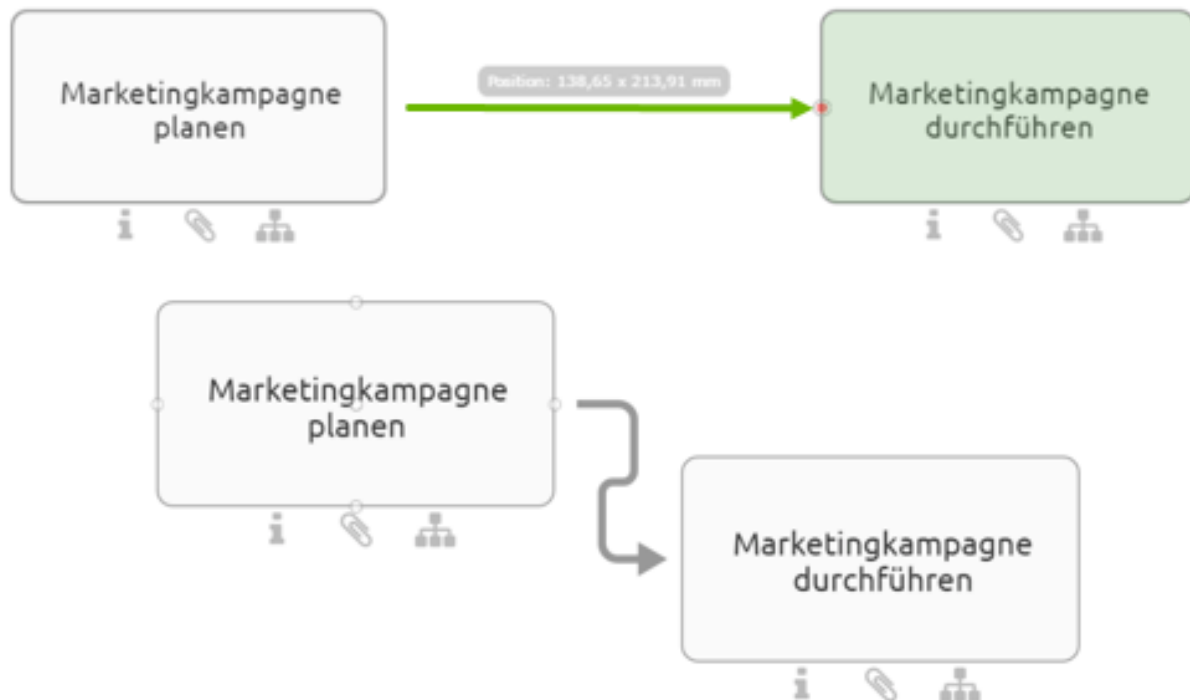 Marketingkampagne
planen
Position: 138,65 x 213,91 mm
Marketingkampagne
durchführen
Marketingkampagne
planen
Marketingkampagne
durchführen